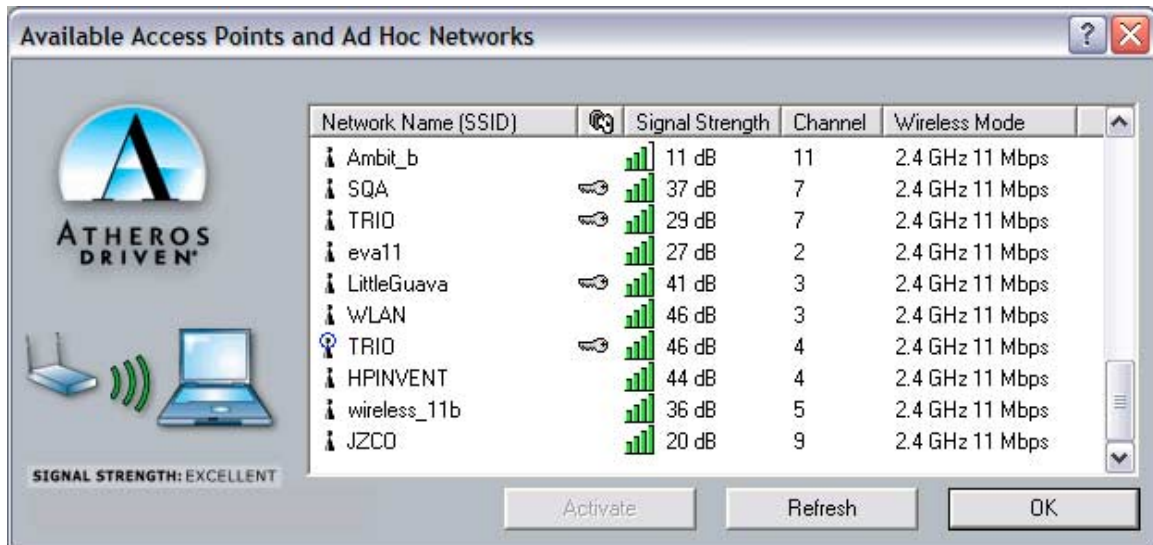 Available Access Points and Ad Hoc Networks
ATHEROS
DRIVEN
SIGNAL STRENGTH: EXCELLENT
Network Name (SSID) Signal Strength Channel Wireless Mode
Ambit_b 11 dB 11 2.4 GHz 11 Mbps
SQA 37 dB 7 2.4 GHz 11 Mbps
TRIO 29 dB 7 2.4 GHz 11 Mbps
eva11 27 dB 2 2.4 GHz 11 Mbps
LittleGuava 41 dB 3 2.4 GHz 11 Mbps
WLAN 46 dB 3 2.4 GHz 11 Mbps
TRIO 46 dB 4 2.4 GHz 11 Mbps
HPINVENT 44 dB 4 2.4 GHz 11 Mbps
wireless_11b 36 dB 5 2.4 GHz 11 Mbps
JZCO 20 dB 9 2.4 GHz 11 Mbps
Activate Refresh OK